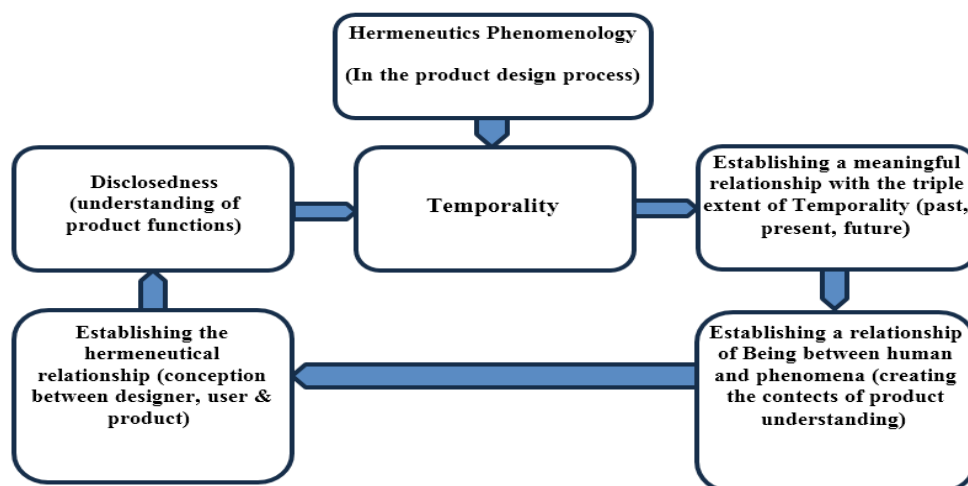 Hermeneutics Phenomenology
(In the product design process)
Disclosedness
(understanding of
product functions)
Temporality
Establishing a meaningful
relationship with the triple
extent of Temporality (past,
present, future)
Establishing the
hermeneutical
relationship (conception
between designer, user &
product)
Establishing a relationship
of Being between human
and phenomena (creating
the contects of product
understanding)